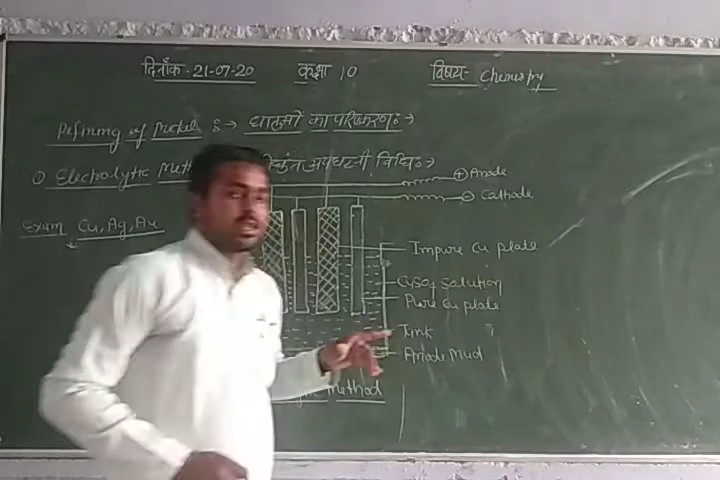 दिनाँक- 21-07-20 कक्षा 10 विषय- Chemistry
Refining of Metals :→ धातुओं का परिष्करण :→
① Electrolytic Meth अपघटनी विधि :→
⊕ Anode
⊖ Cathode
Exam Cu, Ag, Au
Impure Cu plate
CuSO4 solution
Pure Cu plate
Tank
Anode Mud
Method